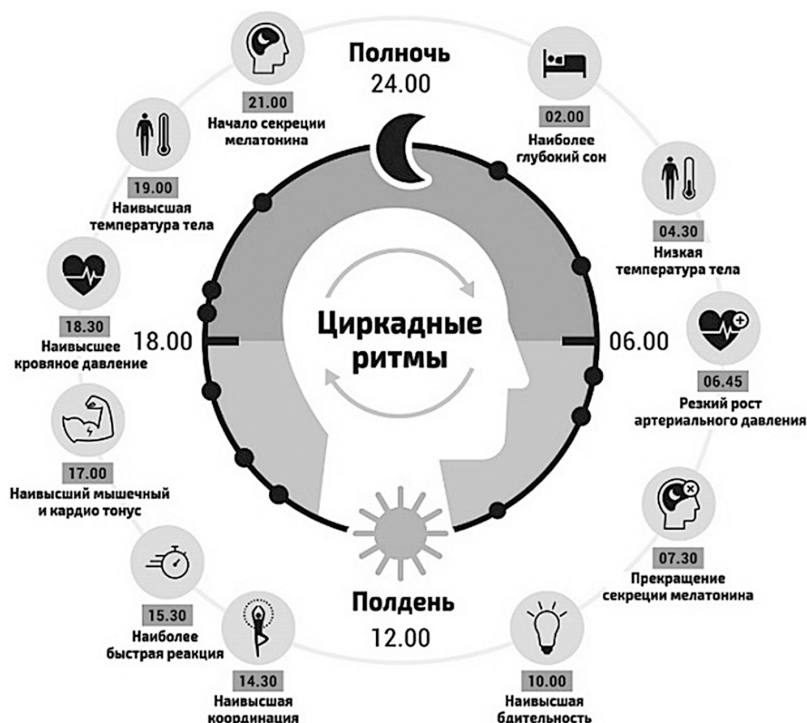 Полночь
24.00
02.00
Наиболее
глубокий сон
04.30
Низкая
температура тела
06.00
06.45
Резкий рост
артериального давления
07.30
Прекращение
секреции мелатонина
10.00
Наивысшая
бдительность
Полдень
12.00
14.30
Наивысшая
координация
15.30
Наиболее
быстрая реакция
17.00
Наивысший мышечный
и кардио тонус
18.00
18.30
Наивысшее
кровяное давление
19.00
Наивысшая
температура тела
21.00
Начало секреции
мелатонина
Циркадные
ритмы